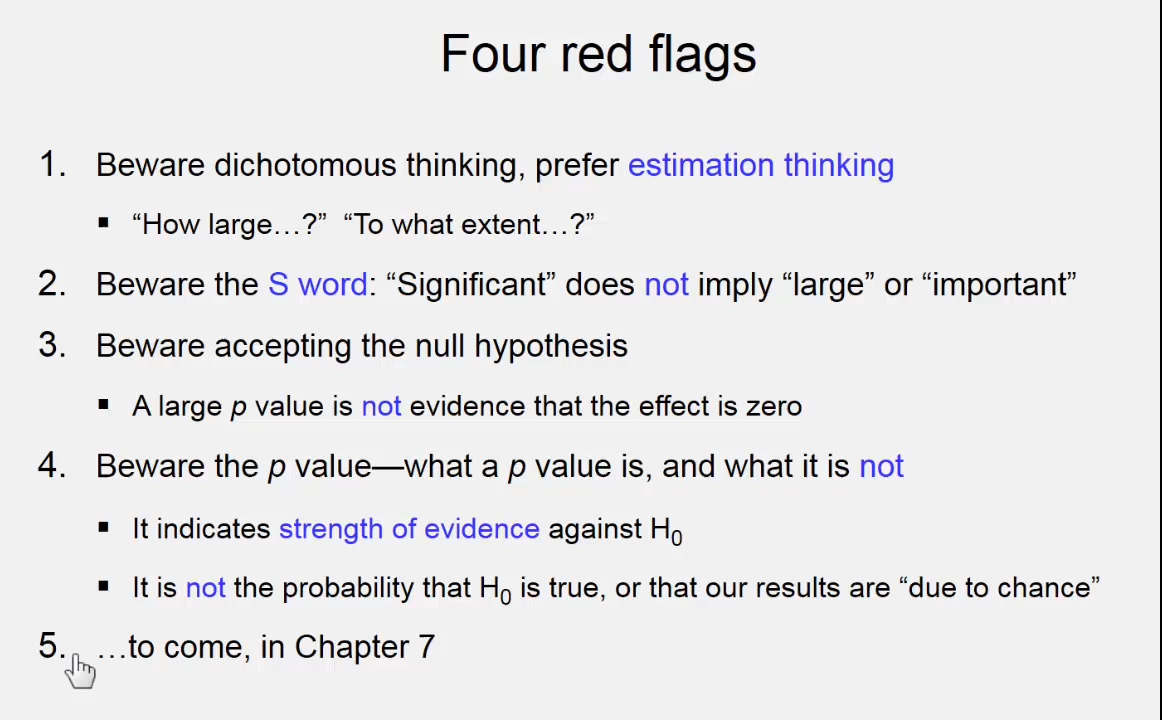 Four red flags
1. Beware dichotomous thinking, prefer estimation thinking
▪ “How large…?” “To what extent…?”
2. Beware the S word: “Significant” does not imply “large” or “important”
3. Beware accepting the null hypothesis
▪ A large p value is not evidence that the effect is zero
4. Beware the p value—what a p value is, and what it is not
▪ It indicates strength of evidence against H₀
▪ It is not the probability that H₀ is true, or that our results are “due to chance”
5. …to come, in Chapter 7